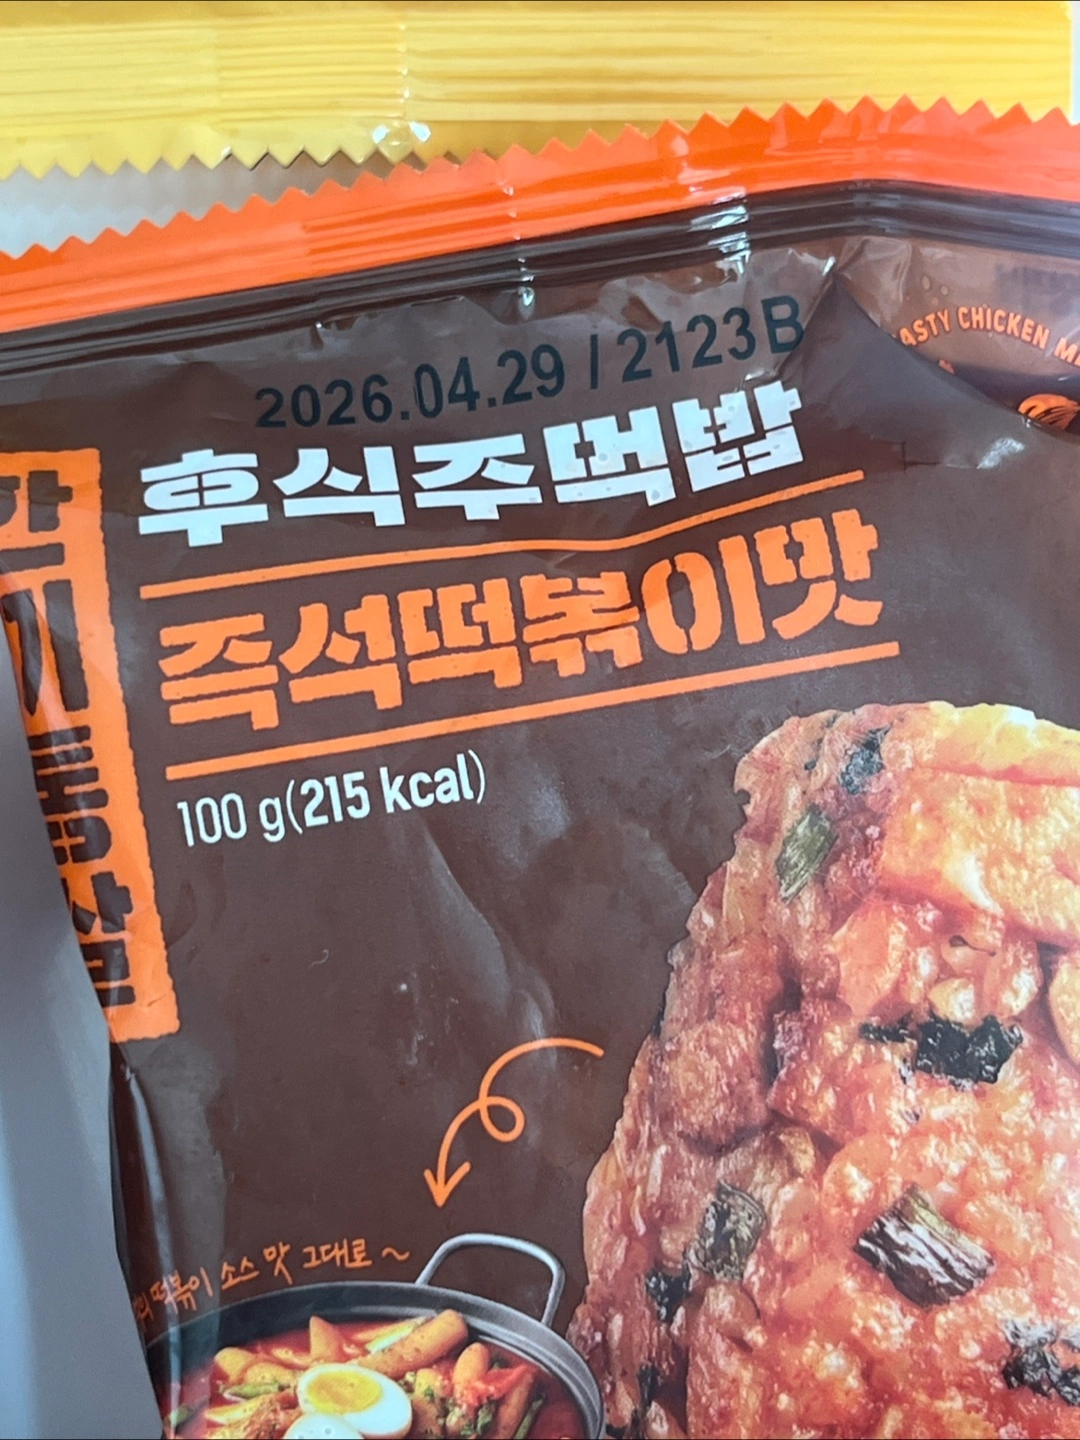 2026.04.29 / 2123B
ASTY CHICKEN M
후식주먹밥
즉석떡볶이맛
100 g(215 kcal)
떡볶이 소스 맛 그대로 ~